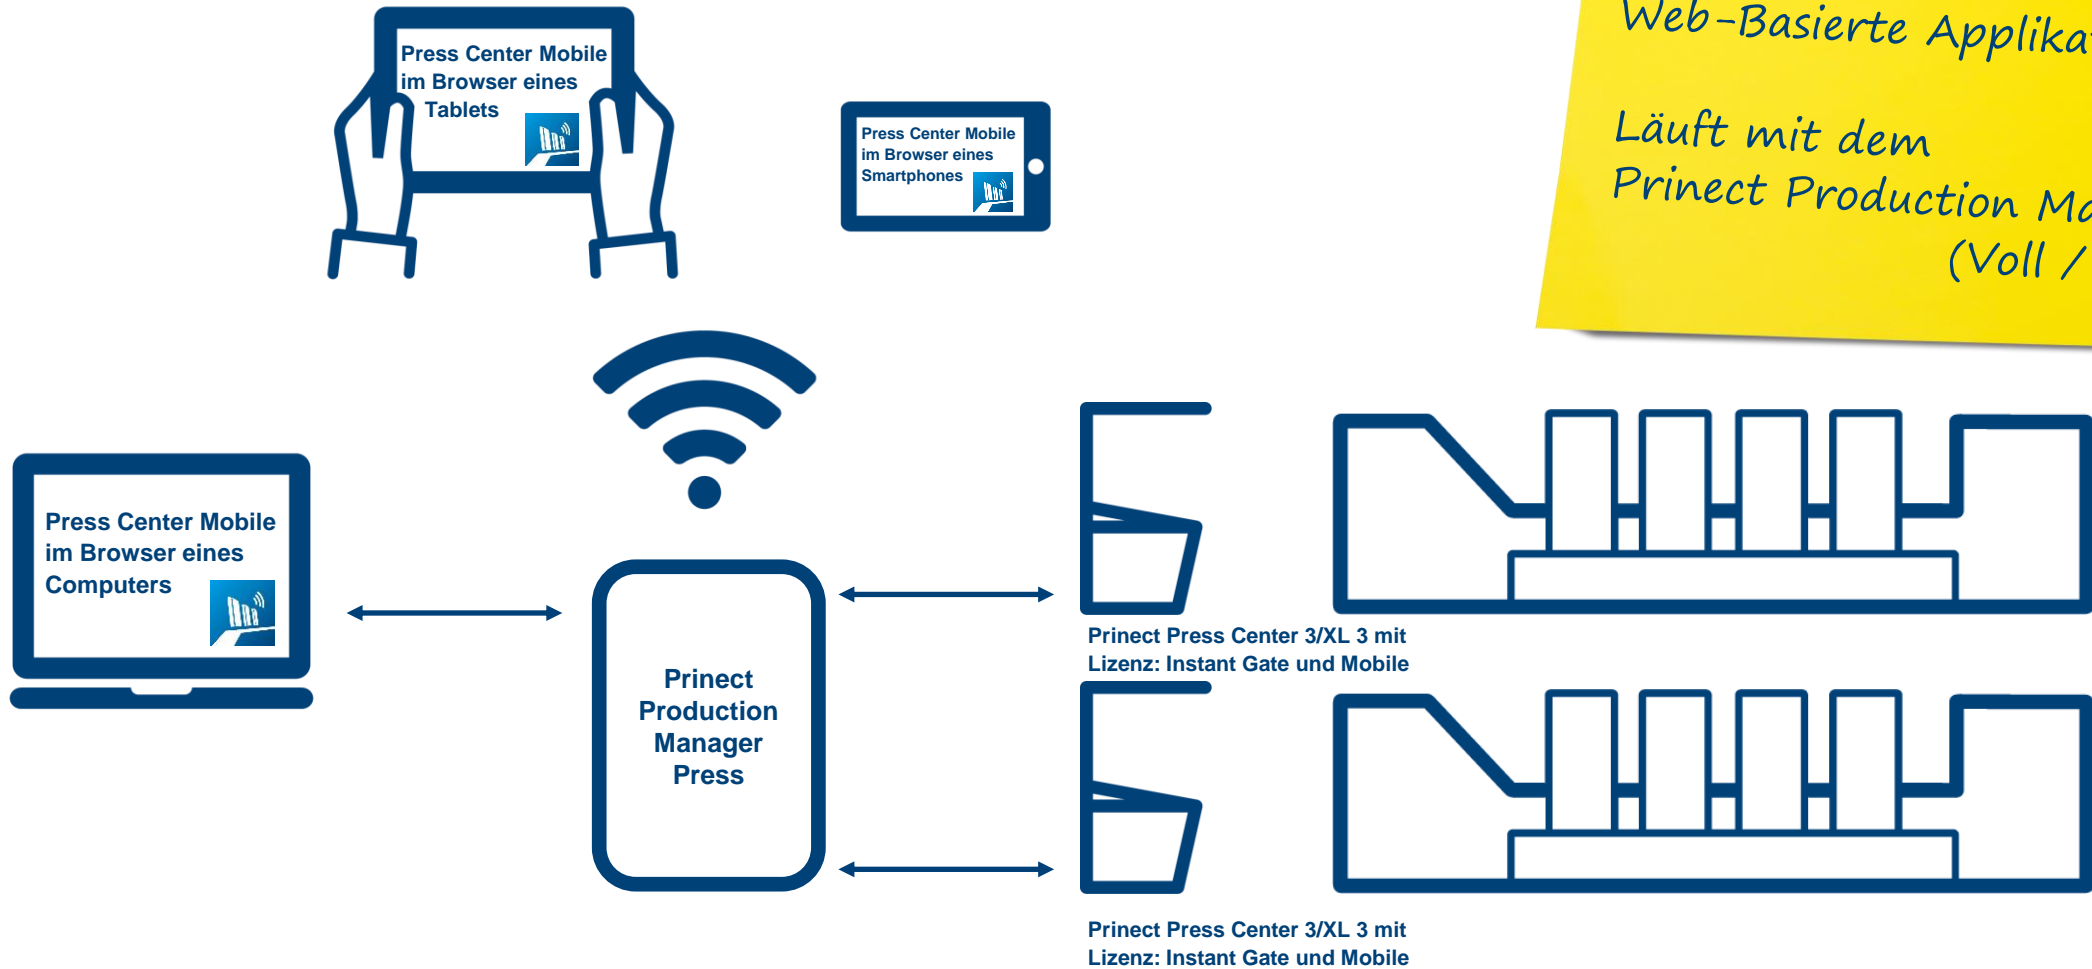 Press Center Mobile
im Browser eines
Tablets
Press Center Mobile
im Browser eines
Smartphones
Web-Basierte
Läuft mit dem
Prinect Production
(Voll /
Press Center Mobile
im Browser eines
Computers
Prinect
Production
Manager
Press
Prinect Press Center 3/XL 3 mit
Lizenz: Instant Gate und Mobile
Prinect Press Center 3/XL 3 mit
Lizenz: Instant Gate und Mobile